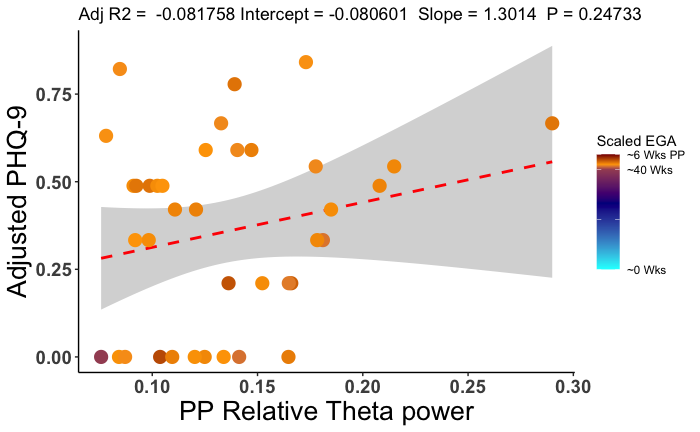 Adj R2 =  -0.081758 Intercept = -0.080601  Slope = 1.3014  P = 0.24733
Adjusted PHQ-9
0.75
0.50
0.25
0.00
0.10
0.15
0.20
0.25
0.30
PP Relative Theta power
Scaled EGA
~6 Wks PP
~40 Wks
~0 Wks